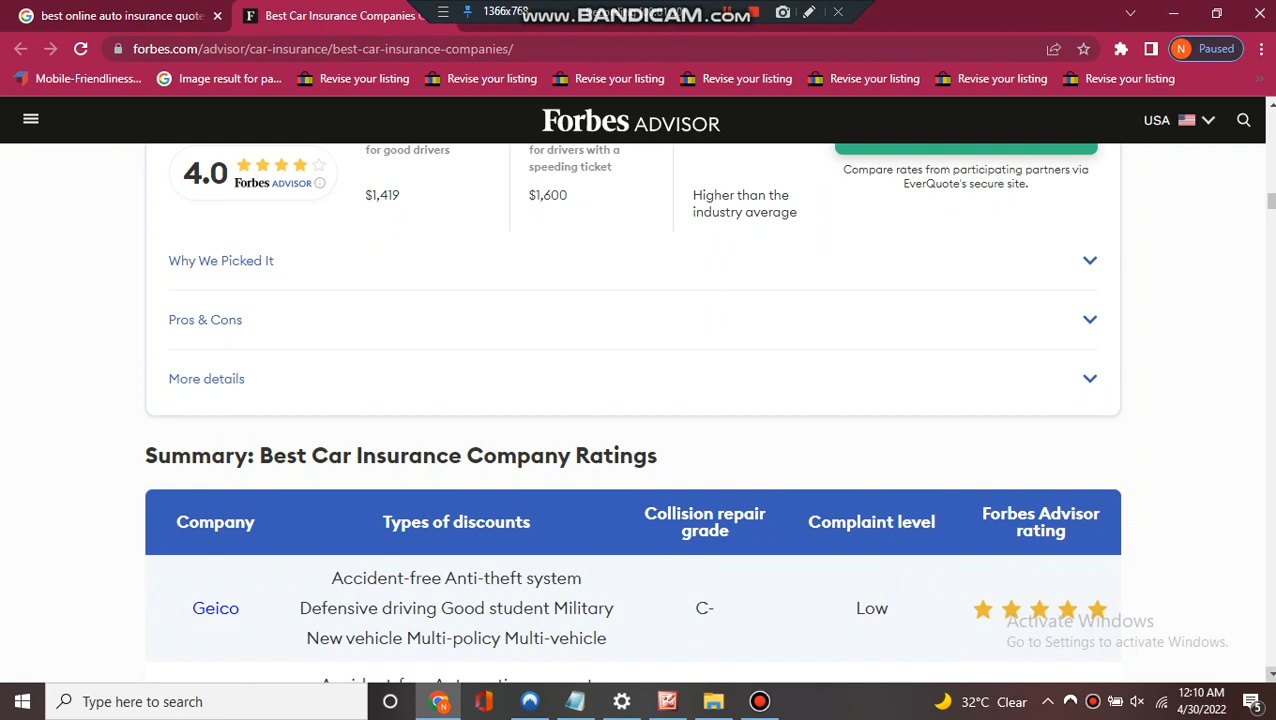 best online auto insurance quote
Best Car Insurance Companies
1366x768
www.BANDICAM.com
forbes.com/advisor/car-insurance/best-car-insurance-companies/
N Paused
Mobile-Friendliness... Image result for pa... Revise your listing Revise your listing Revise your listing Revise your listing Revise your listing Revise your listing Revise your listing »
Forbes ADVISOR
USA
4.0
Forbes ADVISOR
for good drivers
$1,419
for drivers with a
speeding ticket
$1,600
Higher than the
industry average
Compare rates from participating partners via
EverQuote's secure site.
Why We Picked It
Pros & Cons
More details
Summary: Best Car Insurance Company Ratings
Company Types of discounts Collision repair grade Complaint level Forbes Advisor rating
Geico
Accident-free Anti-theft system
Defensive driving Good student Military
New vehicle Multi-policy Multi-vehicle
C-
Low
Activate Windows
Go to Settings to activate Windows.
Type here to search
32°C Clear
12:10 AM
4/30/2022
5